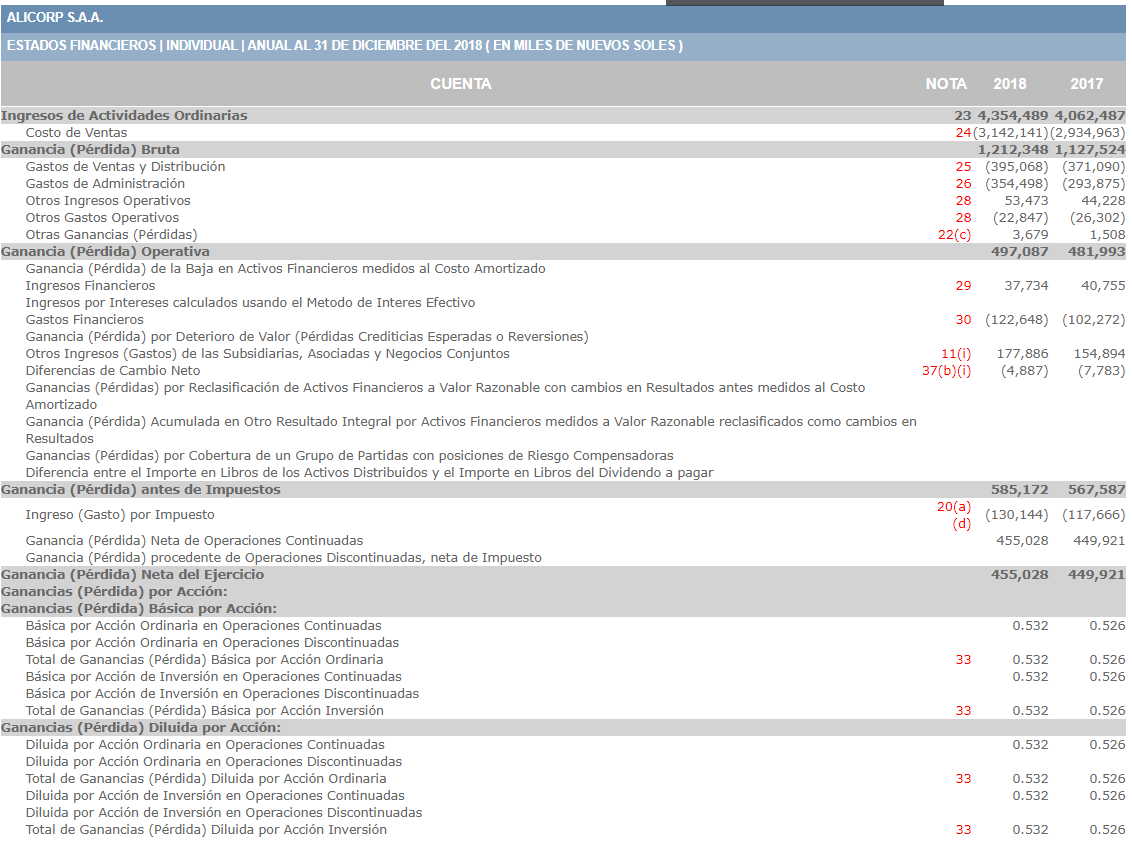 ALICORP S.A.A.
ESTADOS FINANCIEROS | INDIVIDUAL | ANUAL AL 31 DE DICIEMBRE DEL 2018 ( EN MILES DE NUEVOS SOLES )
CUENTA NOTA 2018 2017
Ingresos de Actividades Ordinarias 23 4,354,489 4,062,487
Costo de Ventas 24 (3,142,141) (2,934,963)
Ganancia (Pérdida) Bruta 1,212,348 1,127,524
Gastos de Ventas y Distribución 25 (395,068) (371,090)
Gastos de Administración 26 (354,498) (293,875)
Otros Ingresos Operativos 28 53,473 44,228
Otros Gastos Operativos 28 (22,847) (26,302)
Otras Ganancias (Pérdidas) 22(c) 3,679 1,508
Ganancia (Pérdida) Operativa 497,087 481,993
Ganancia (Pérdida) de la Baja en Activos Financieros medidos al Costo Amortizado
Ingresos Financieros 29 37,734 40,755
Ingresos por Intereses calculados usando el Metodo de Interes Efectivo
Gastos Financieros 30 (122,648) (102,272)
Ganancia (Pérdida) por Deterioro de Valor (Pérdidas Crediticias Esperadas o Reversiones)
Otros Ingresos (Gastos) de las Subsidiarias, Asociadas y Negocios Conjuntos 11(i) 177,886 154,894
Diferencias de Cambio Neto 37(b)(i) (4,887) (7,783)
Ganancias (Pérdidas) por Reclasificación de Activos Financieros a Valor Razonable con cambios en Resultados antes medidos al Costo
Amortizado
Ganancia (Pérdida) Acumulada en Otro Resultado Integral por Activos Financieros medidos a Valor Razonable reclasificados como cambios en
Resultados
Ganancias (Pérdidas) por Cobertura de un Grupo de Partidas con posiciones de Riesgo Compensadoras
Diferencia entre el Importe en Libros de los Activos Distribuidos y el Importe en Libros del Dividendo a pagar
Ganancia (Pérdida) antes de Impuestos 585,172 567,587
Ingreso (Gasto) por Impuesto 20(a) (d) (130,144) (117,666)
Ganancia (Pérdida) Neta de Operaciones Continuadas 455,028 449,921
Ganancia (Pérdida) procedente de Operaciones Discontinuadas, neta de Impuesto
Ganancia (Pérdida) Neta del Ejercicio 455,028 449,921
Ganancias (Pérdida) por Acción:
Ganancias (Pérdida) Básica por Acción:
Básica por Acción Ordinaria en Operaciones Continuadas 0.532 0.526
Básica por Acción Ordinaria en Operaciones Discontinuadas
Total de Ganancias (Pérdida) Básica por Acción Ordinaria 33 0.532 0.526
Básica por Acción de Inversión en Operaciones Continuadas 0.532 0.526
Básica por Acción de Inversión en Operaciones Discontinuadas
Total de Ganancias (Pérdida) Básica por Acción Inversión 33 0.532 0.526
Ganancias (Pérdida) Diluida por Acción:
Diluida por Acción Ordinaria en Operaciones Continuadas 0.532 0.526
Diluida por Acción Ordinaria en Operaciones Discontinuadas
Total de Ganancias (Pérdida) Diluida por Acción Ordinaria 33 0.532 0.526
Diluida por Acción de Inversión en Operaciones Continuadas 0.532 0.526
Diluida por Acción de Inversión en Operaciones Discontinuadas
Total de Ganancias (Pérdida) Diluida por Acción Inversión 33 0.532 0.526